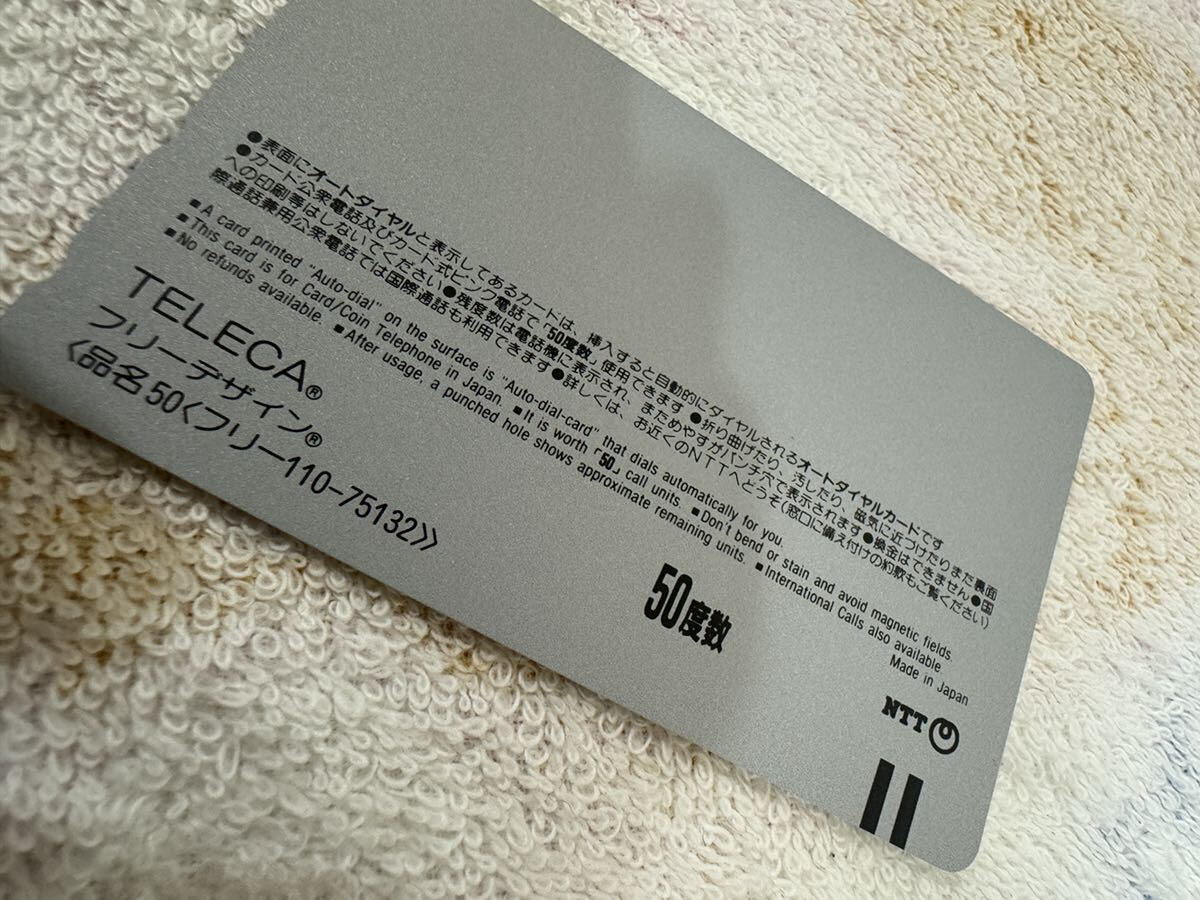 ●表面にオートダイヤルと表示してあるカードは、挿入すると自動的にダイヤルされるオートダイヤルカードです
●カード公衆電話及びカード式ピンク電話で「50度数」使用できます●折り曲げたり、汚したり、磁気に近づけたりまた裏面
への印刷等はしないでください●残度数は電話機に表示され、まためやすがパンチ穴で表示されます●換金はできません●国
際通話兼用公衆電話では国際通話も利用できます●詳しくは、お近くのNTTへどうぞ(窓口に備え付けの約款もご覧ください)
■A card printed "Auto-dial" on the surface is "Auto-dial-card" that dials automatically for you.
■This card is for Card/Coin Telephone in Japan. ■It is worth「50」call units. ■Don't bend or stain and avoid magnetic fields.
■No refunds available. ■After usage, a punched hole shows approximate remaining units. ■International Calls also available.
Made in Japan
TELECA®
フリーデザイン®
〈品名50〈フリー110-75132〉〉
50度数
NTT